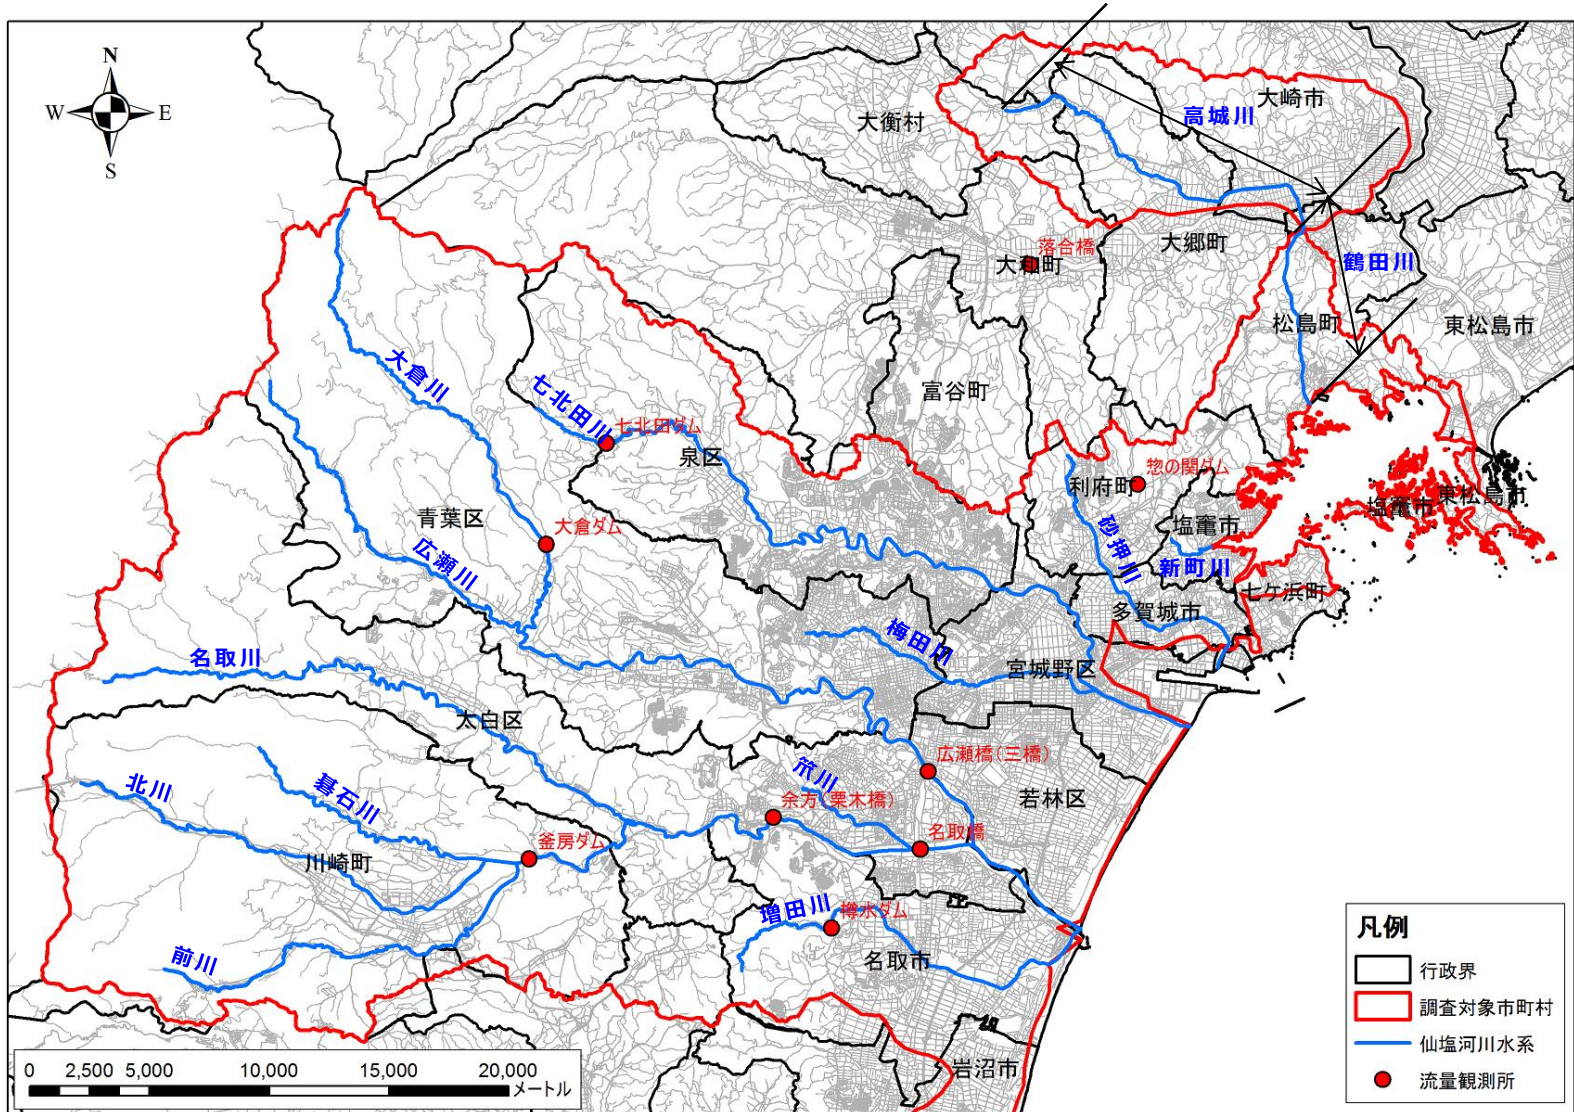 N
W
E
S
大衡村
大崎市
高城川
落合橋
大和町
大郷町
鶴田川
松島町
東松島市
大倉川
七北田川
七北田ダム
泉区
富谷町
惣の関ダム
利府町
塩竈市
塩竈市
東松島市
青葉区
大倉ダム
広瀬川
砂押川
新町川
七ケ浜町
多賀城市
梅田川
宮城野区
名取川
太白区
広瀬橋(三橋)
笊川
若林区
余方(栗木橋)
名取橋
北川
碁石川
川崎町
釜房ダム
増田川
樽水ダム
名取市
前川
岩沼市
凡例
行政界
調査対象市町村
仙塩河川水系
流量観測所
0 2,500 5,000 10,000 15,000 20,000
メートル